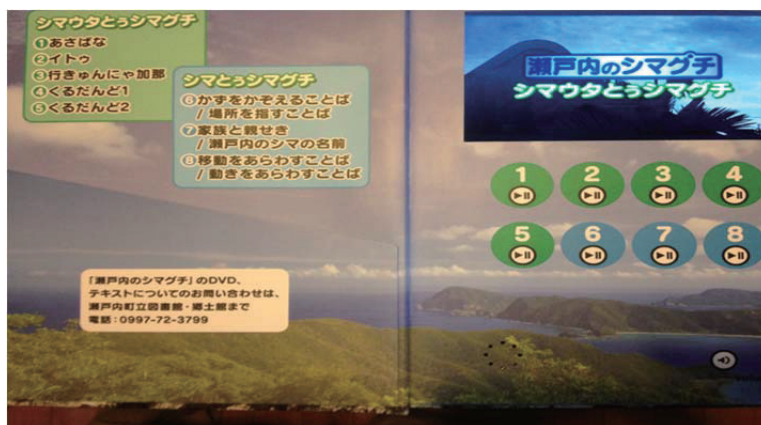 シマウタとぅシマグチ
①あさばな
②イトゥ
③行きゅんにゃ加那
④くるだんど1
⑤くるだんど2
シマとぅシマグチ
⑥かずをかぞえることば
/ 場所を指すことば
⑦家族と親せき
/ 瀬戸内のシマの名前
⑧移動をあらわすことば
/ 動きをあらわすことば
「瀬戸内のシマグチ」のDVD、
テキストについてのお問い合わせは、
瀬戸内町立図書館・郷土館まで
電話：0997-72-3799
瀬戸内のシマグチ
シマウタとぅシマグチ
1 2 3 4
5 6 7 8